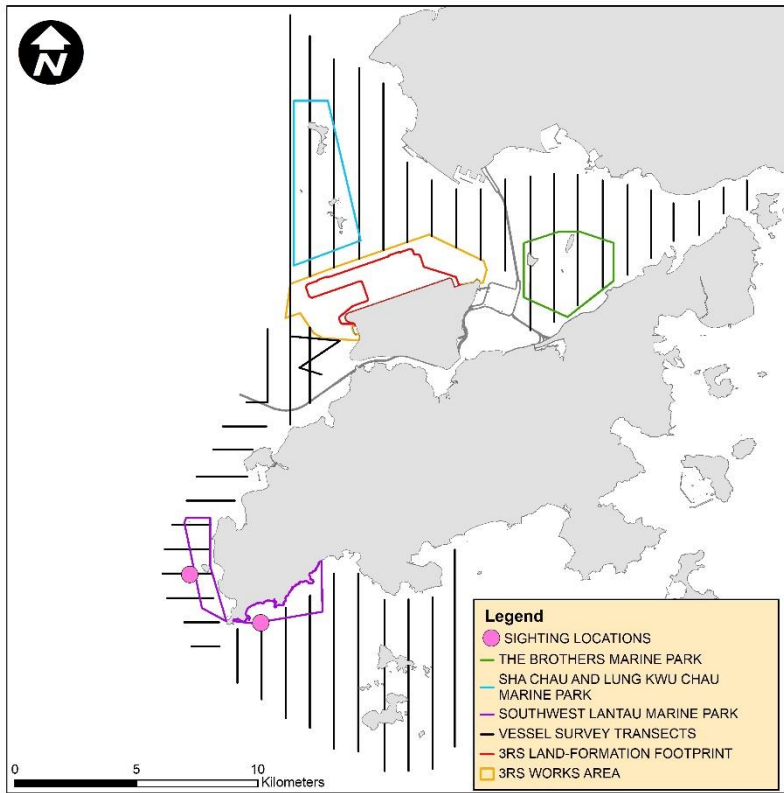 N
Legend
SIGHTING LOCATIONS
THE BROTHERS MARINE PARK
SHA CHAU AND LUNG KWU CHAU
MARINE PARK
SOUTHWEST LANTAU MARINE PARK
VESSEL SURVEY TRANSECTS
3RS LAND-FORMATION FOOTPRINT
3RS WORKS AREA
0 5 10
Kilometers